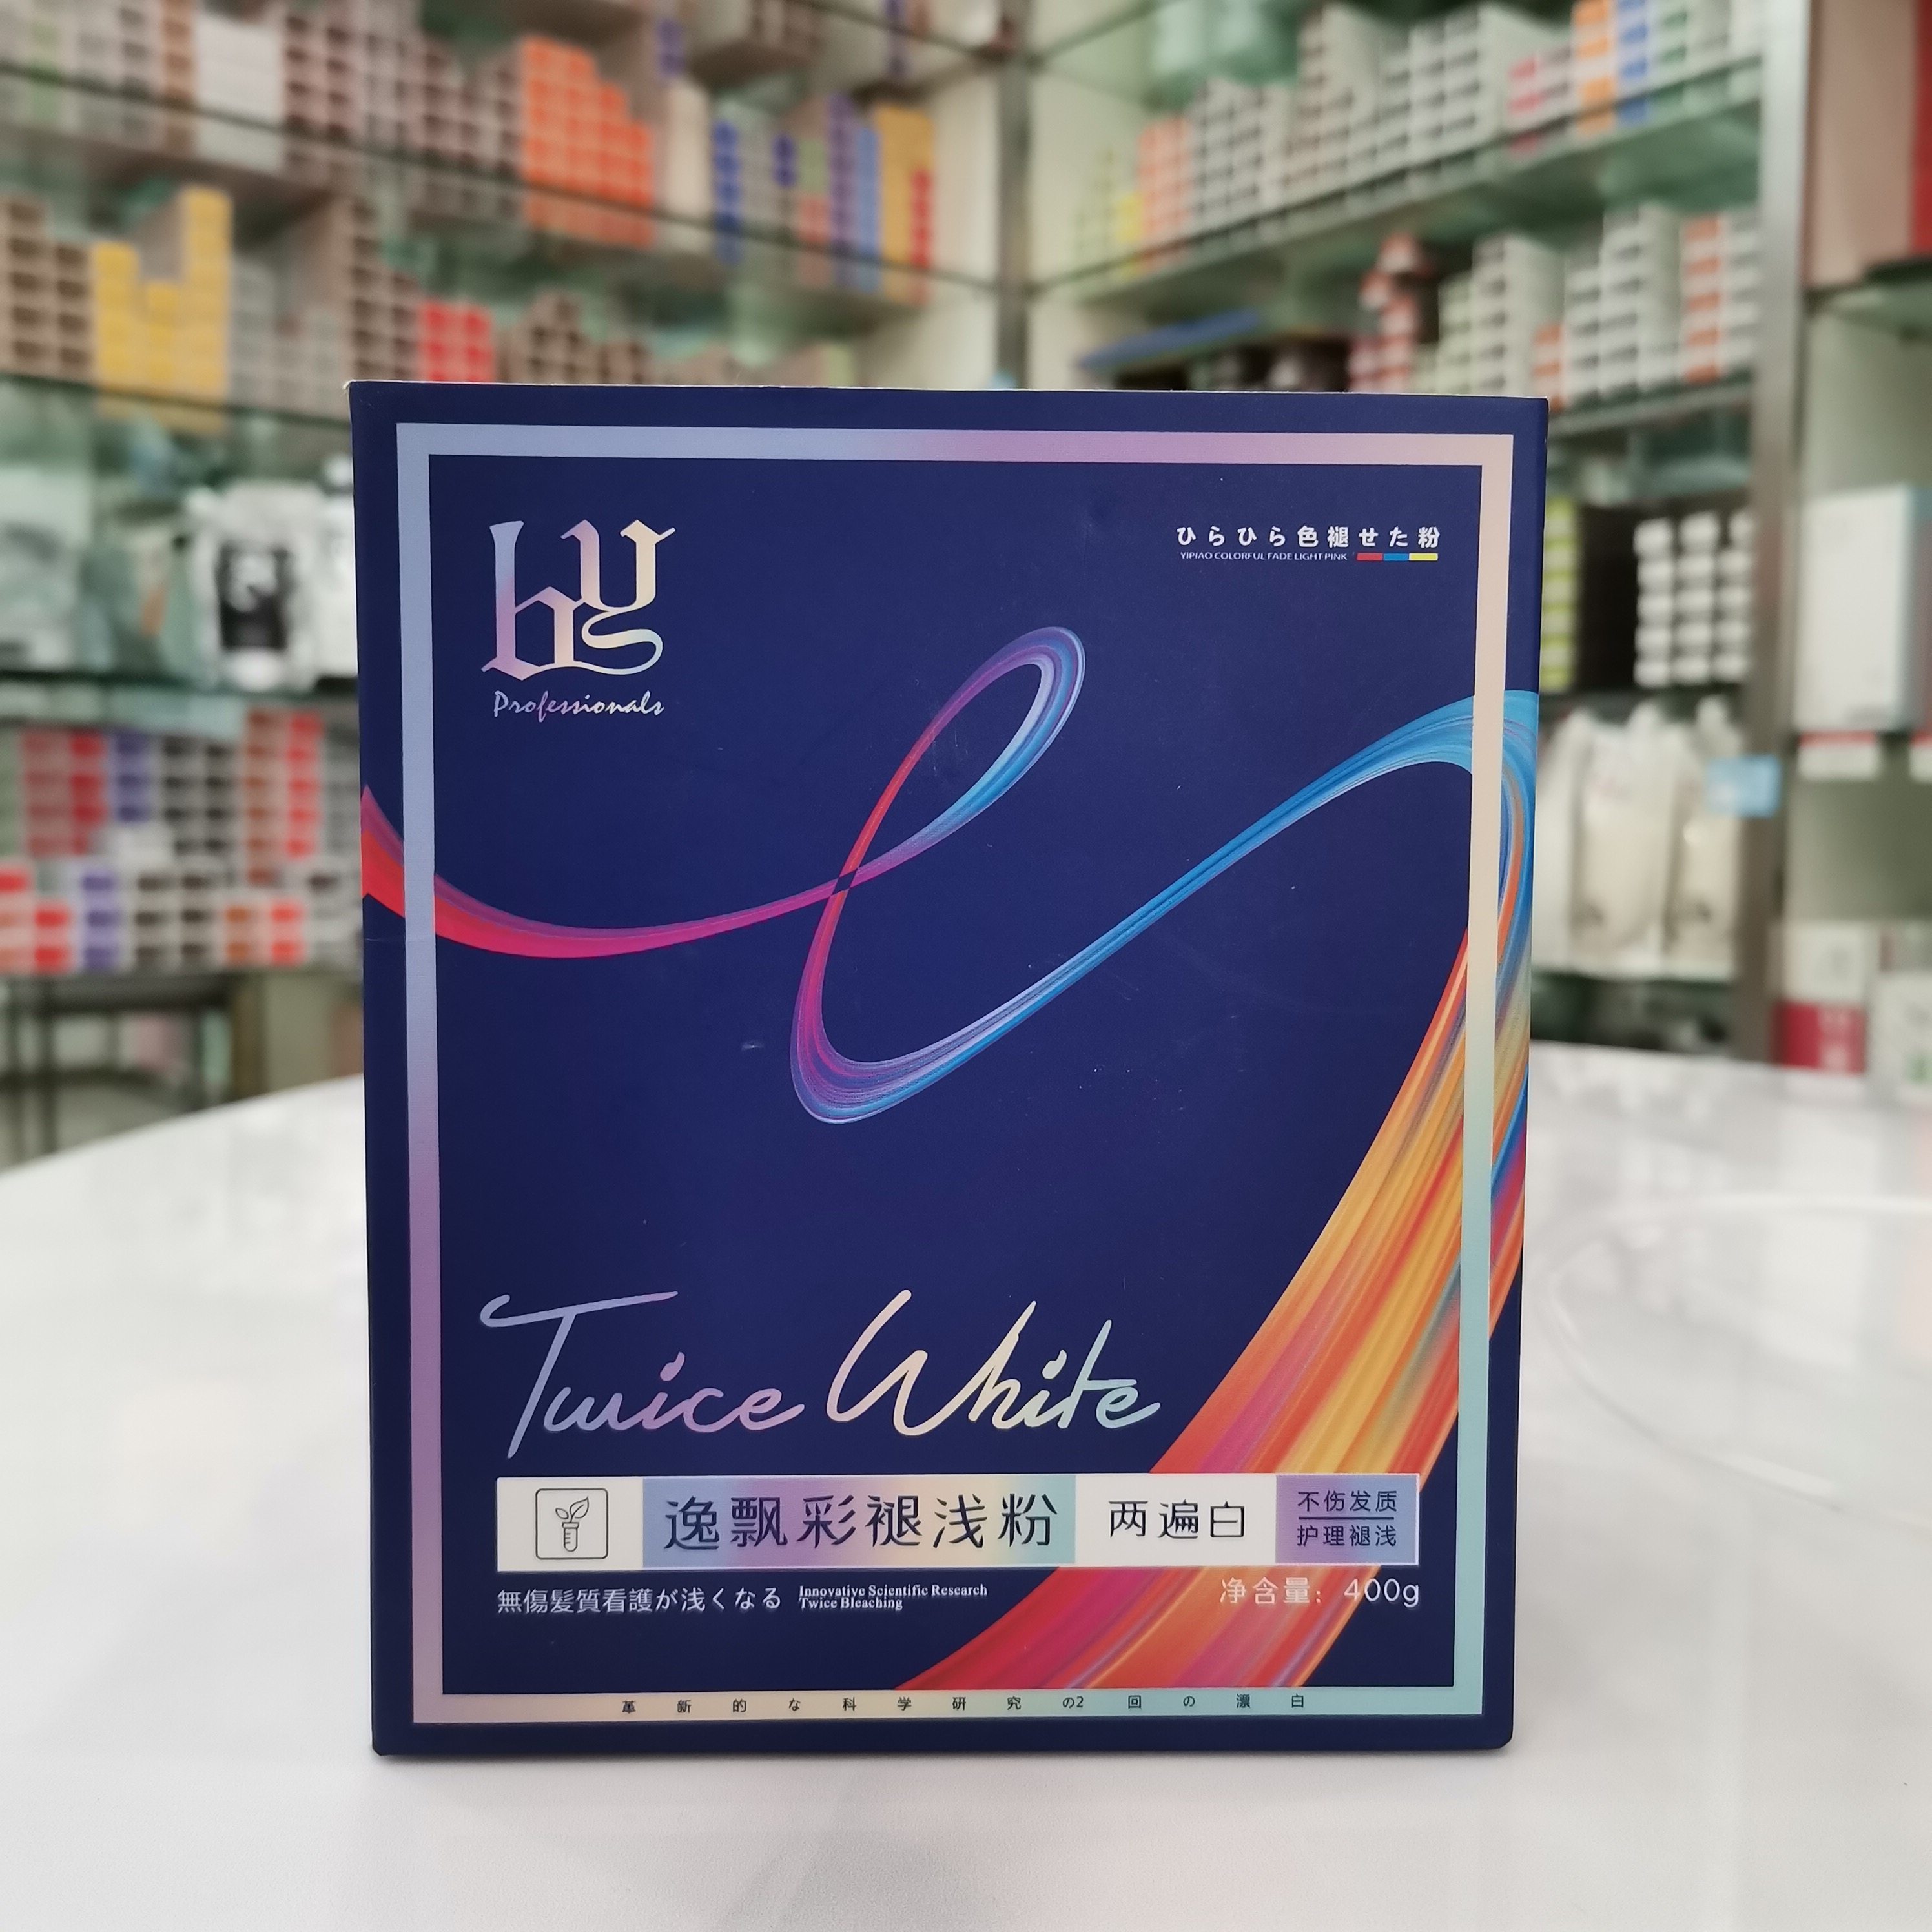 hys
Professionals
ひらひら色褪せた粉
YIPIAO COLORFUL FADE LIGHT PINK
Twice White
逸飘彩褪浅粉
两遍白
不伤发质
护理褪浅
無傷髪質看護が浅くなる
Innovative Scientific Research
Twice Bleaching
净含量：400g
革新的な科学研究の2回の漂白